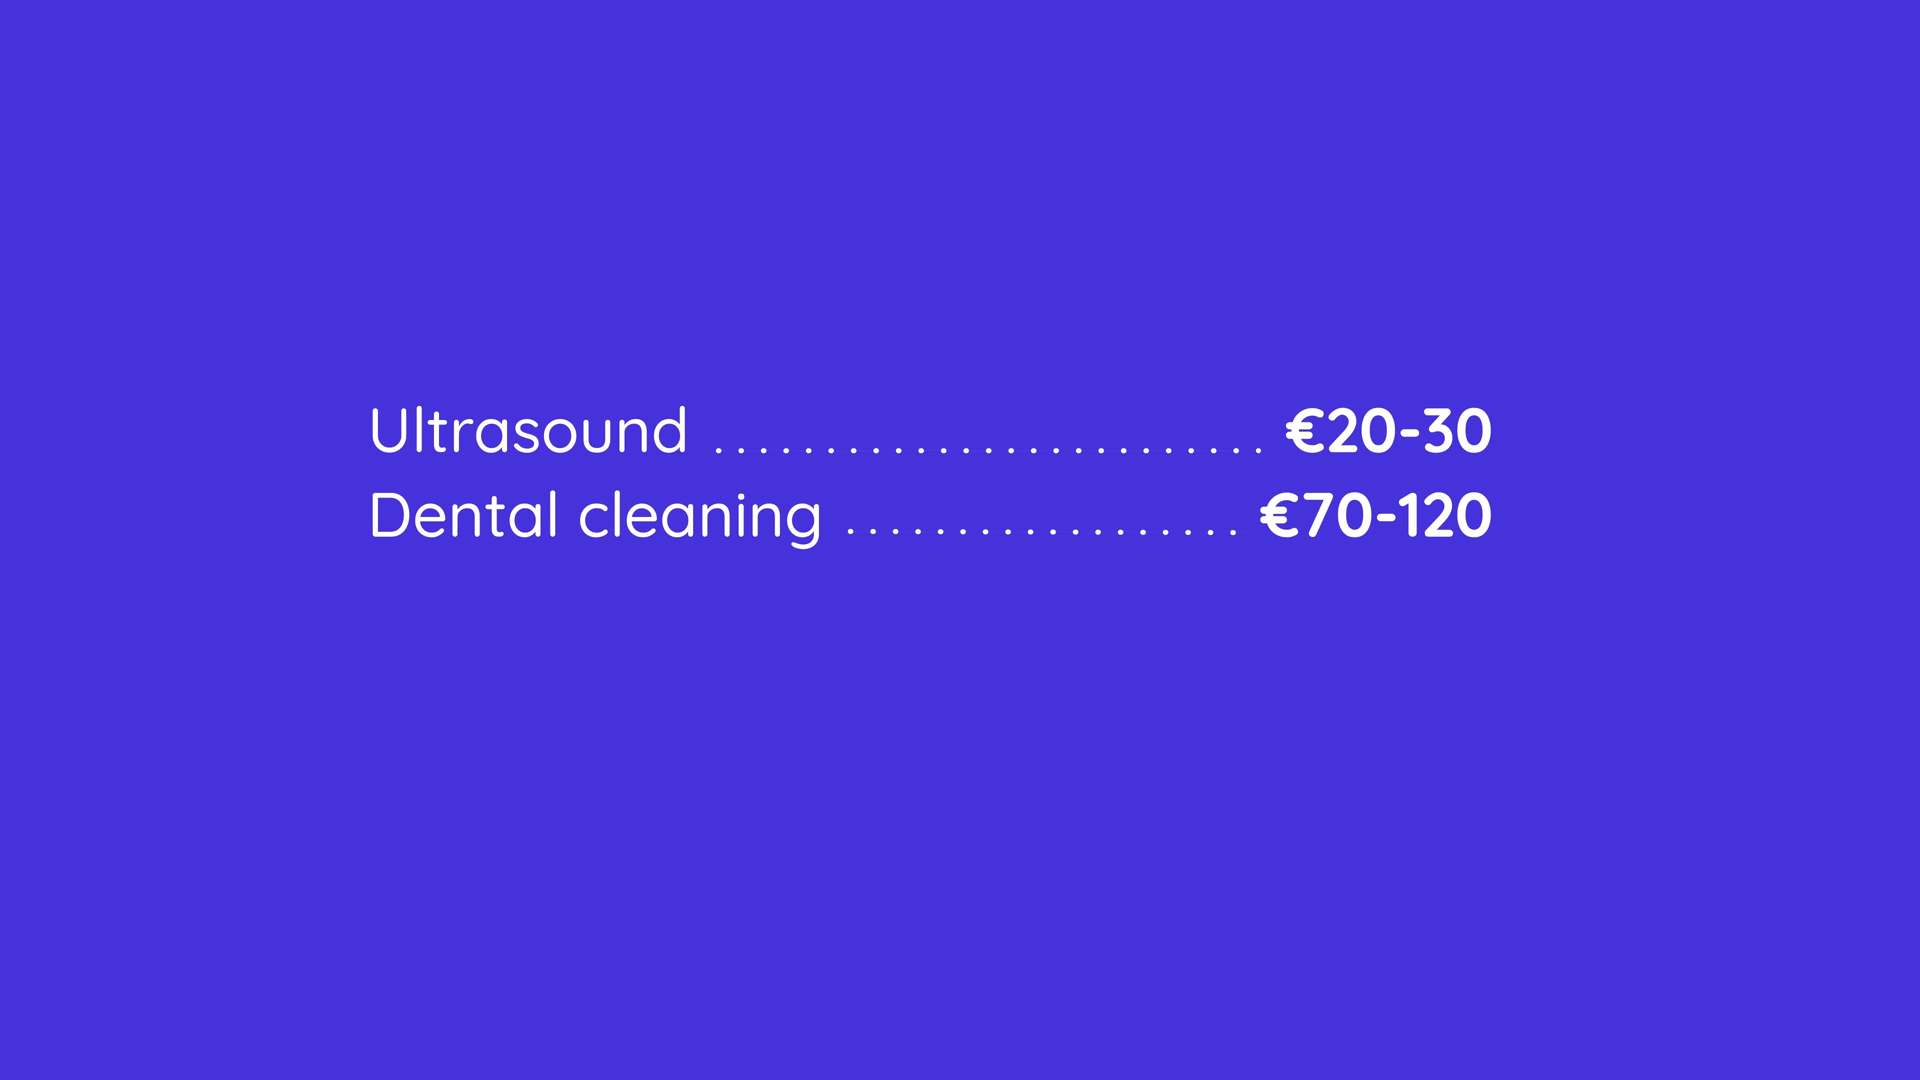 Ultrasound ......................... €20-30
Dental cleaning .................. €70-120